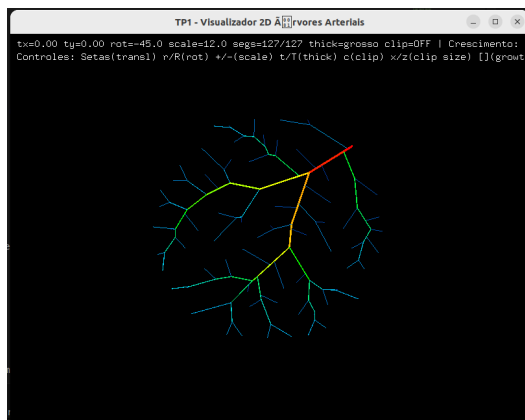 TP1 - Visualizador 2D Árvores Arteriais
tx=0.00 ty=0.00 rot=-45.0 scale=12.0 segs=127/127 thick=grosso clip=OFF | Crescimento:
Controles: Setas(transl) r/R(rot) +/-(scale) t/T(thick) c(clip) x/z(clip size) [](growt